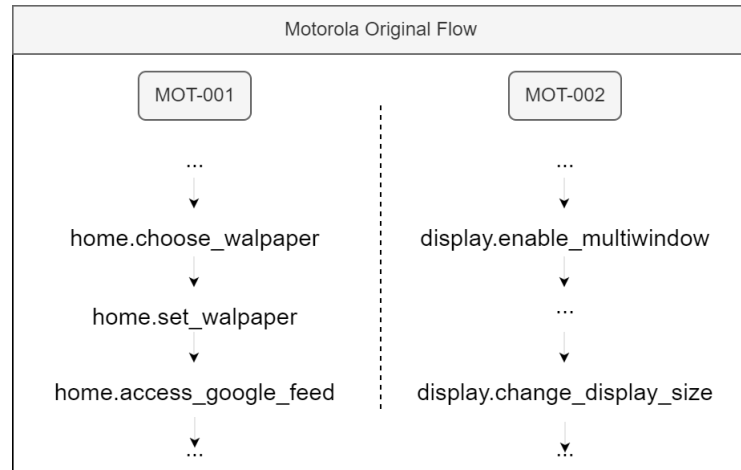 Motorola Original Flow
MOT-001
...
home.choose_walpaper
home.set_walpaper
home.access_google_feed
...
MOT-002
...
display.enable_multiwindow
...
display.change_display_size
...